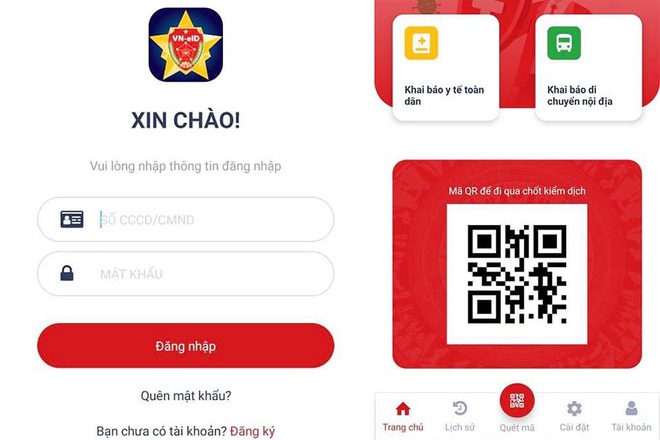 VN-eID
XIN CHÀO!
Vui lòng nhập thông tin đăng nhập
SỐ CCCD/CMND
MẬT KHẨU
Đăng nhập
Quên mật khẩu?
Bạn chưa có tài khoản? Đăng ký
Khai báo y tế toàn
dân
Khai báo di
chuyển nội địa
Mã QR để đi qua chốt kiểm dịch
Trang chủ
Lịch sử
Quét mã
Cài đặt
Tài khoản